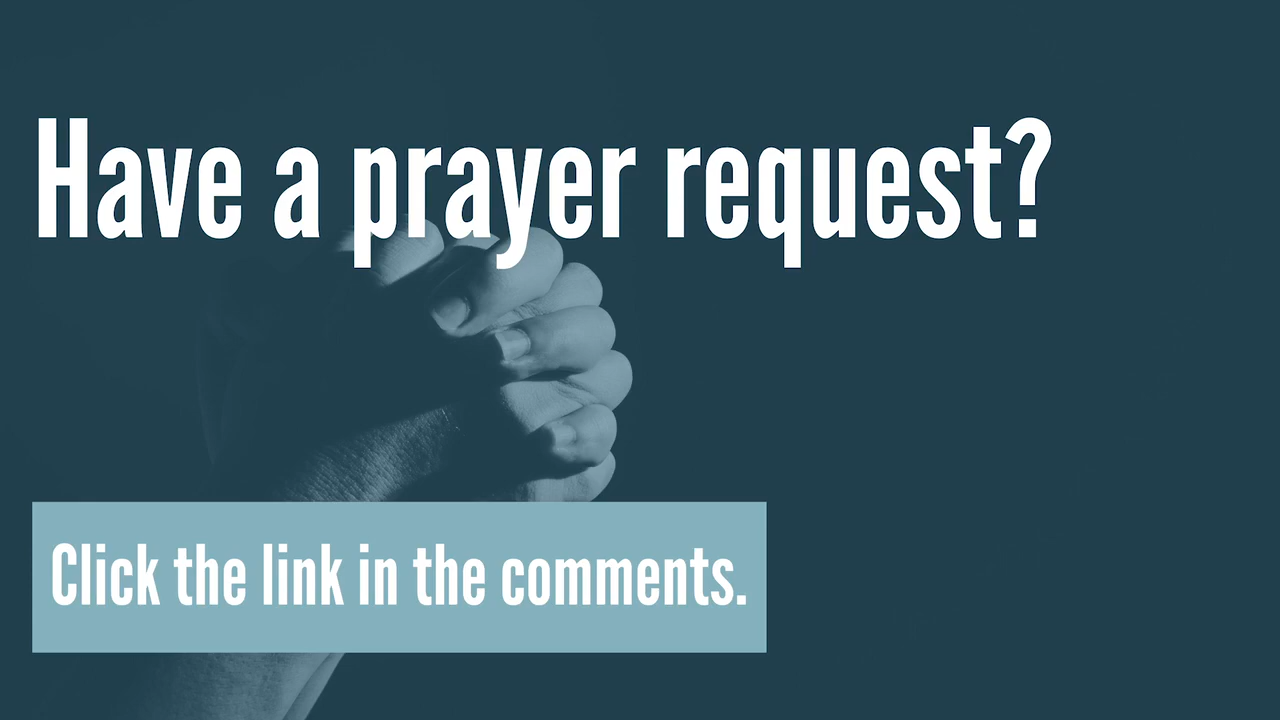 Have a prayer request?
Click the link in the comments.